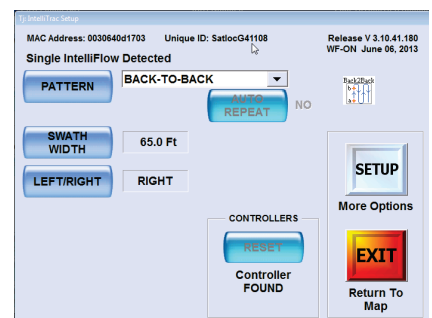 Tj IntelliTrac Setup
MAC Address: 0030640d1703 Unique ID: SatlocG41108 Release V 3.10.41.180
WF-ON June 06, 2013
Single IntelliFlow Detected
PATTERN BACK-TO-BACK
AUTO
REPEAT NO
Back2Back
b
a
SWATH
WIDTH 65.0 Ft
LEFT/RIGHT RIGHT
SETUP
More Options
CONTROLLERS
RESET
Controller
FOUND
EXIT
Return To
Map